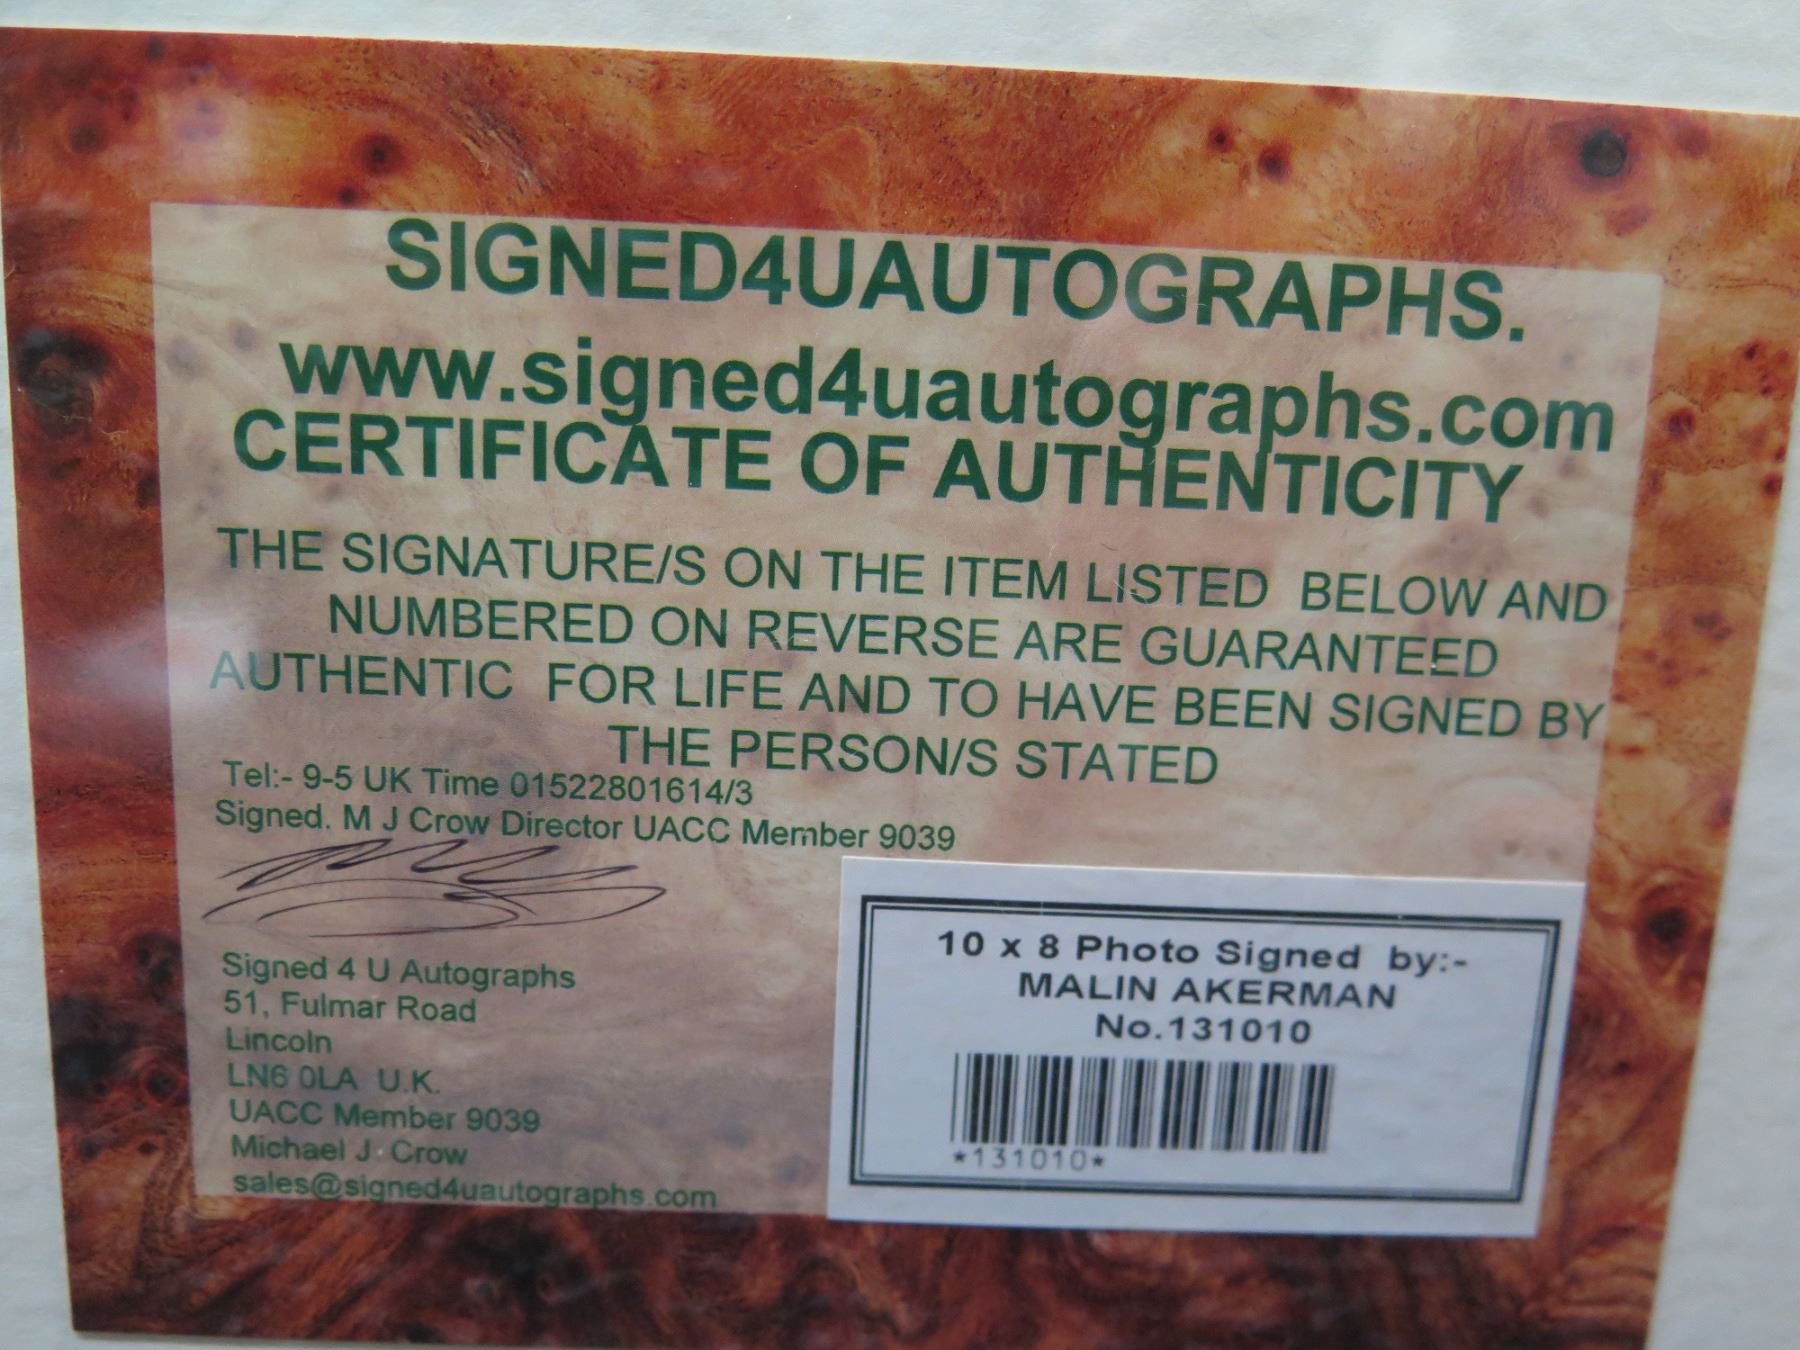 SIGNED4UAUTOGRAPHS.
www.signed4uautographs.com
CERTIFICATE OF AUTHENTICITY
THE SIGNATURE/S ON THE ITEM LISTED BELOW AND
NUMBERED ON REVERSE ARE GUARANTEED
AUTHENTIC FOR LIFE AND TO HAVE BEEN SIGNED BY
THE PERSON/S STATED
Tel:- 9-5 UK Time 01522801614/3
Signed. M J Crow Director UACC Member 9039
Signed 4 U Autographs
51, Fulmar Road
Lincoln
LN6 0LA U.K.
UACC Member 9039
Michael J. Crow
sales@signed4uautographs.com
10 x 8 Photo Signed by:-
MALIN AKERMAN
No.131010
*131010*